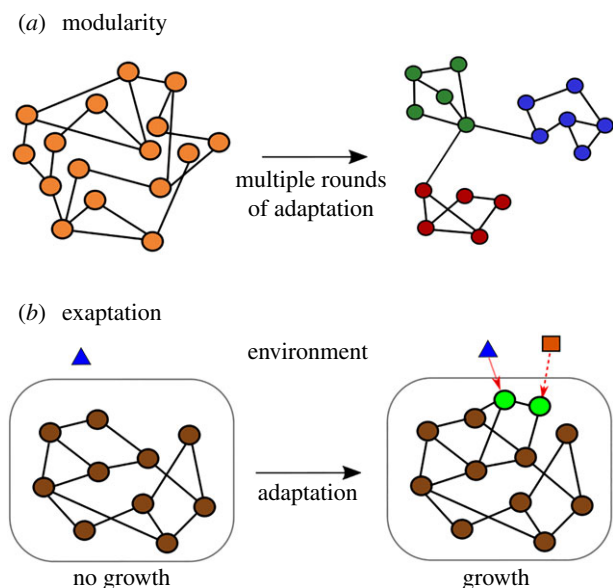 (a) modularity
multiple rounds
of adaptation
(b) exaptation
environment
adaptation
no growth
growth